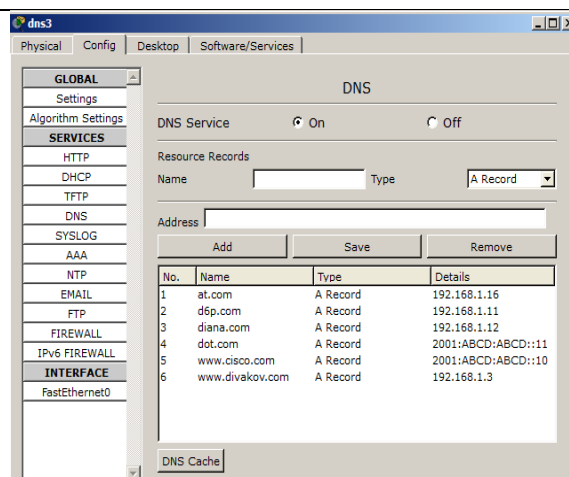 dns3
Physical Config Desktop Software/Services
GLOBAL
Settings
Algorithm Settings
SERVICES
HTTP
DHCP
TFTP
DNS
SYSLOG
AAA
NTP
EMAIL
FTP
FIREWALL
IPv6 FIREWALL
INTERFACE
FastEthernet0
DNS
DNS Service On Off
Resource Records
Name Type A Record
Address
Add Save Remove
No. Name Type Details
1 at.com A Record 192.168.1.16
2 d6p.com A Record 192.168.1.11
3 diana.com A Record 192.168.1.12
4 dot.com A Record 2001:ABCD:ABCD::11
5 www.cisco.com A Record 2001:ABCD:ABCD::10
6 www.divakov.com A Record 192.168.1.3
DNS Cache